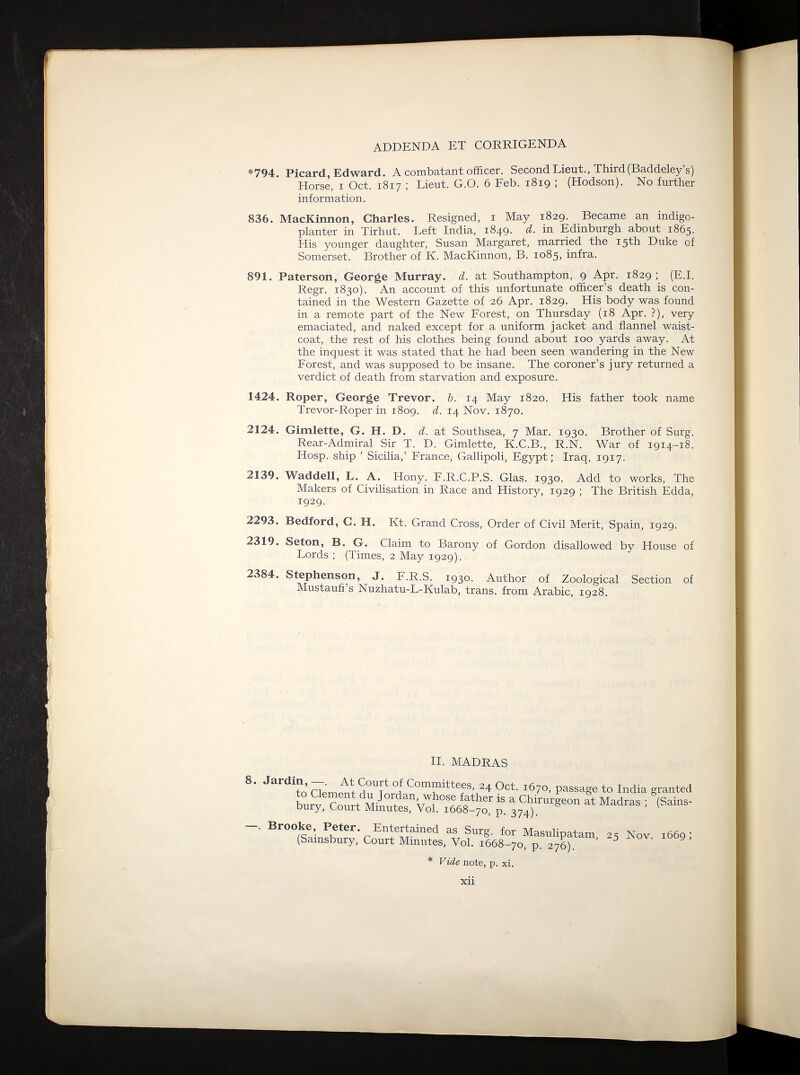 ADDENDA ET CORRIGENDA
*794. Picard, Edward. A combatant officer. Second Lieut., Third (Baddeley's)
Horse, 1 Oct. 1817 ; Lieut. G.O. 6 Feb. 1819 ; (Hodson). No further
information.
836. MacKinnon, Charles. Resigned, 1 May 1829. Became an indigo-
planter in Tirhut. Left India, 1849. d. in Edinburgh about 1865.
His younger daughter, Susan Margaret, married the 15th Duke of
Somerset. Brother of K. MacKinnon, B. 1085, infra.
891. Paterson, George Murray. d. at Southampton, 9 Apr. 1829 ; (E.I.
Regr. 1830). An account of this unfortunate officer's death is con-
tained in the Western Gazette of 26 Apr. 1829. His body was found
in a remote part of the New Forest, on Thursday (18 Apr. ?), very
emaciated, and naked except for a uniform jacket and flannel waist-
coat, the rest of his clothes being found about 100 yards away. At
the inquest it was stated that he had been seen wandering in the New
Forest, and was supposed to be insane. The coroner's jury returned a
verdict of death from starvation and exposure.
1424. Roper, George Trevor. b. 14 May 1820. His father took name
Trevor-Roper in 1809. d. 14 Nov. 1870.
2124. Gimlette, G. H. D. d. at Southsea, 7 Mar. 1930. Brother of Surg.
Rear-Admiral Sir T. D. Gimlette, K.C.B., R.N. War of 1914-18.
Hosp. ship ' Sicilia,' France, Gallipoli, Egypt ; Iraq, 1917.
2139. Waddell, L. A. Hony. F.R.C.P.S. Glas. 1930. Add to works, The
Makers of Civilisation in Race and History, 1929 ; The British Edda,
1929.
2293. Bedford, C. H. Kt. Grand Cross, Order of Civil Merit, Spain, 1929.
2319. Seton, B. G. Claim to Barony of Gordon disallowed by House of
Lords ; (Times, 2 May 1929).
2384. Stephenson, J. F.R.S. 1930. Author of Zoological Section of
Mustaufi's Nuzhatu-L-Kulab, trans. from Arabic, 1928.
II. MADRAS
8. Jardin, —. At Court of Committees, 24 Oct. 1670, passage to India granted
to Clement du Jordan, whose father is a Chirurgeon at Madras ; (Sains-
bury, Court Minutes, Vol. 1668-70, p. 374).
—. Brooke, Peter. Entertained as Surg. for Masulipatam, 25 Nov. 1669 ;
(Sainsbury, Court Minutes, Vol. 1668-70, p. 276).
* Vide note, p. xi.
xii